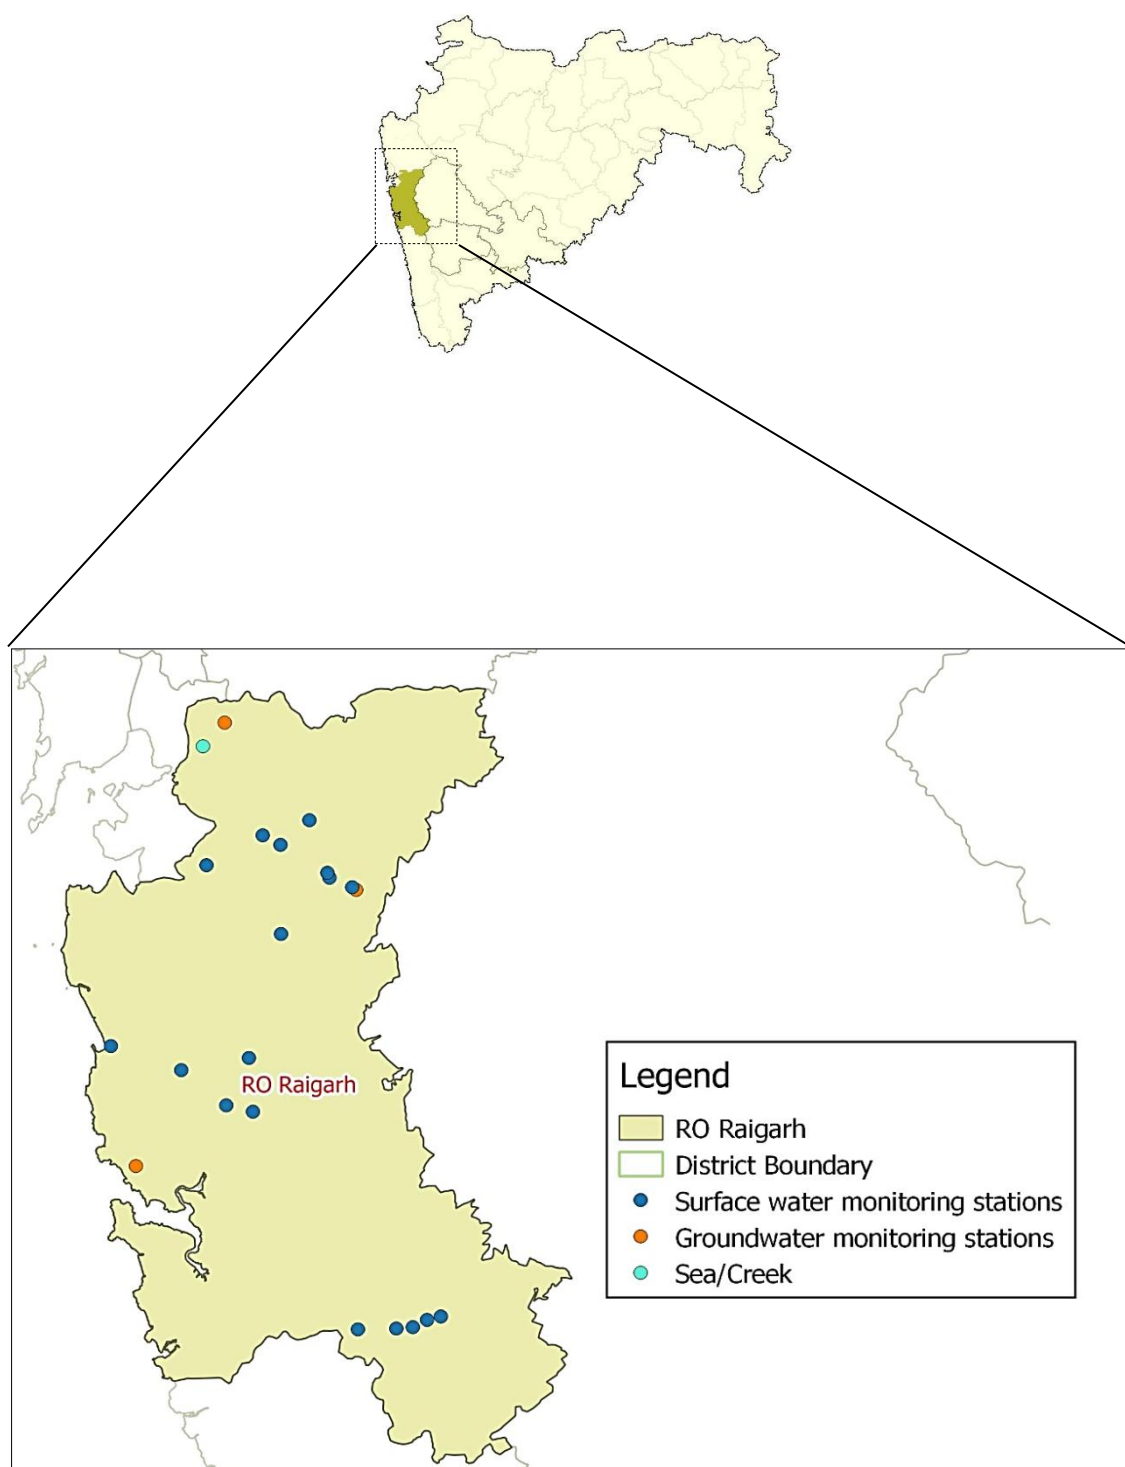 RO Raigarh
Legend
RO Raigarh
District Boundary
Surface water monitoring stations
Groundwater monitoring stations
Sea/Creek